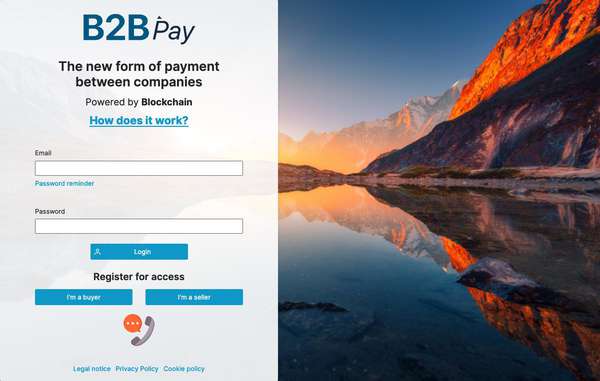 B2B Pay
The new form of payment
between companies
Powered by Blockchain
How does it work?
Email
Password reminder
Password
Login
Register for access
I'm a buyer I'm a seller
Legal notice Privacy Policy Cookie policy